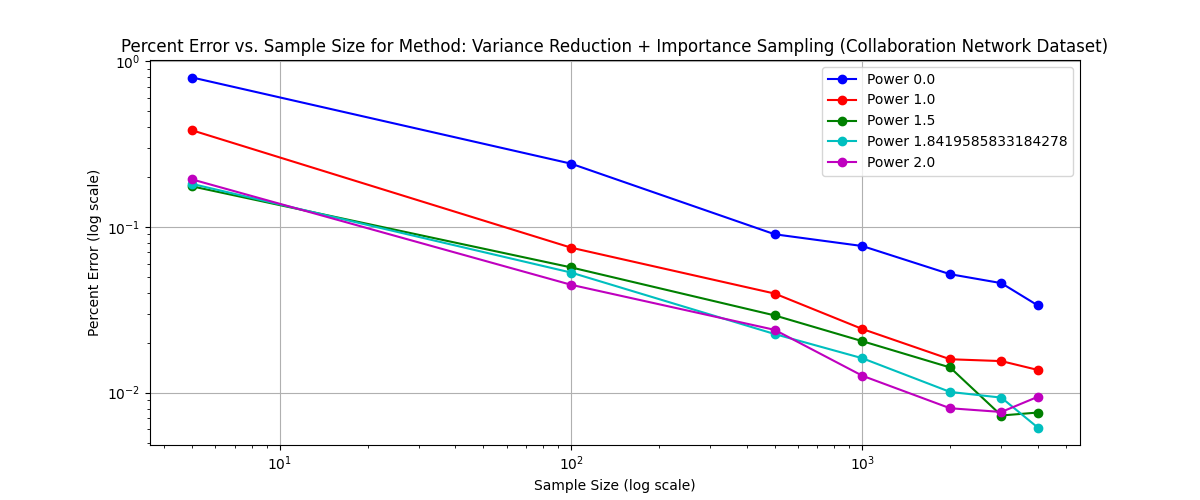 Percent Error vs. Sample Size for Method: Variance Reduction + Importance Sampling (Collaboration Network Dataset)
Percent Error (log scale)
10⁰
10⁻¹
10⁻²
Power 0.0
Power 1.0
Power 1.5
Power 1.8419585833184278
Power 2.0
10¹
10²
10³
Sample Size (log scale)